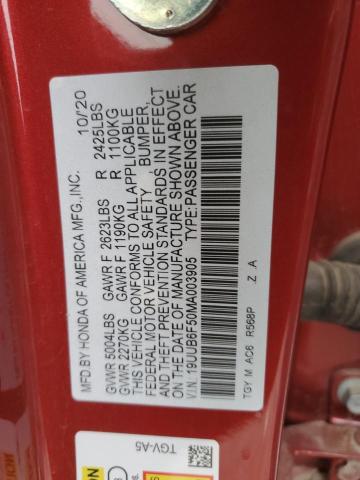 MFD.BY HONDA OF AMERICA MFG.,INC. 10/20
GVWR 5004LBS GAWR F 2623LBS R 2425LBS
GVWR 2270KG GAWR F 1190KG R 1100KG
THIS VEHICLE CONFORMS TO ALL APPLICABLE
FEDERAL MOTOR VEHICLE SAFETY, BUMPER,
AND THEFT PREVENTION STANDARDS IN EFFECT
ON THE DATE OF MANUFACTURE SHOWN ABOVE.
V.I.N. 19UUB6F50MA003905 TYPE:PASSENGER CAR
TGY M AC6 R568P Z A
TGV-A5